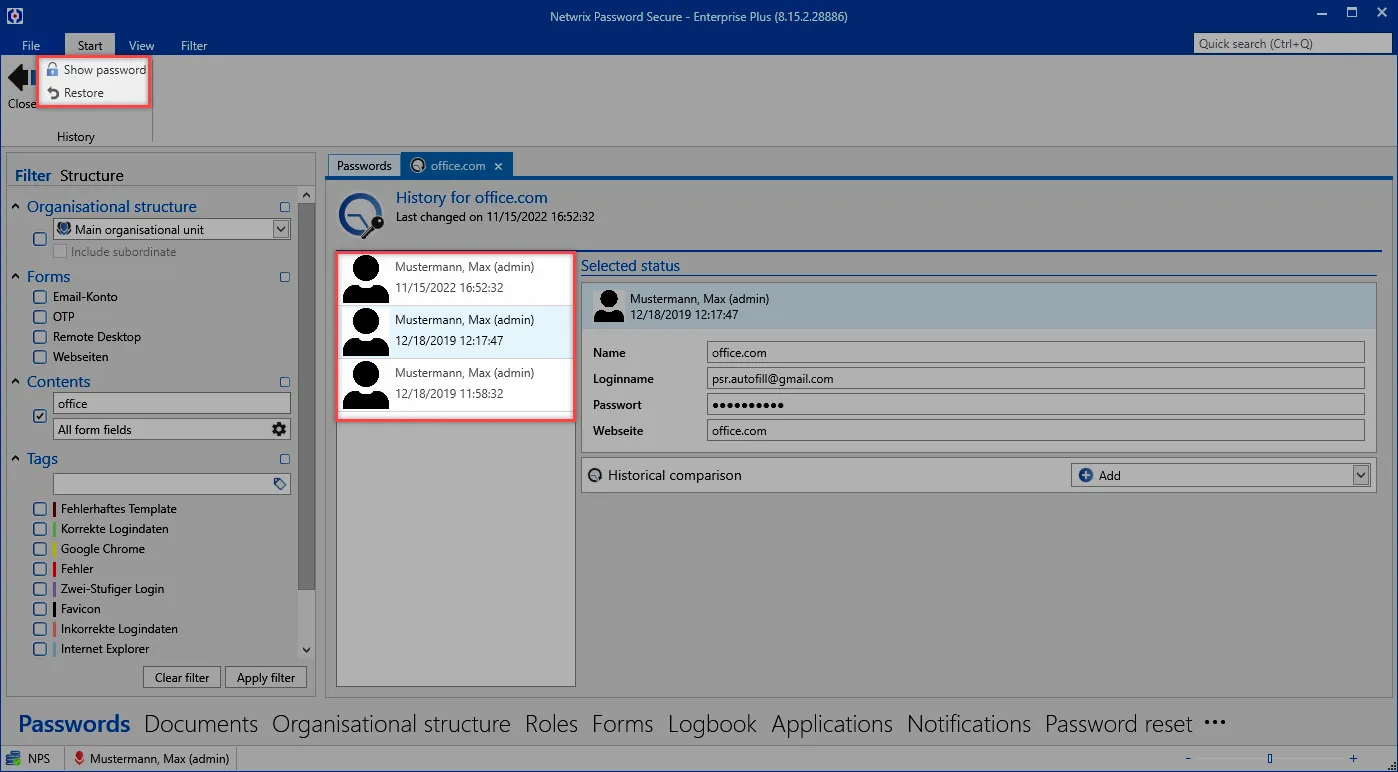 Netwrix Password Secure - Enterprise Plus (8.15.2.28886)
File Start View Filter
Quick search (Ctrl+Q)
Close
Show password
Restore
History
Filter Structure
Organisational structure
Main organisational unit
Include subordinate
Forms
Email-Konto
OTP
Remote Desktop
Webseiten
Contents
office
All form fields
Tags
Fehlerhaftes Template
Korrekte Logindaten
Google Chrome
Fehler
Zwei-Stufiger Login
Favicon
Inkorrekte Logindaten
Internet Explorer
Clear filter Apply filter
Passwords office.com
History for office.com
Last changed on 11/15/2022 16:52:32
Mustermann, Max (admin)
11/15/2022 16:52:32
Mustermann, Max (admin)
12/18/2019 12:17:47
Mustermann, Max (admin)
12/18/2019 11:58:32
Selected status
Mustermann, Max (admin)
12/18/2019 12:17:47
Name office.com
Loginname psr.autofill@gmail.com
Passwort ●●●●●●●●●●
Webseite office.com
Historical comparison Add
Passwords Documents Organisational structure Roles Forms Logbook Applications Notifications Password reset •••
NPS Mustermann, Max (admin)